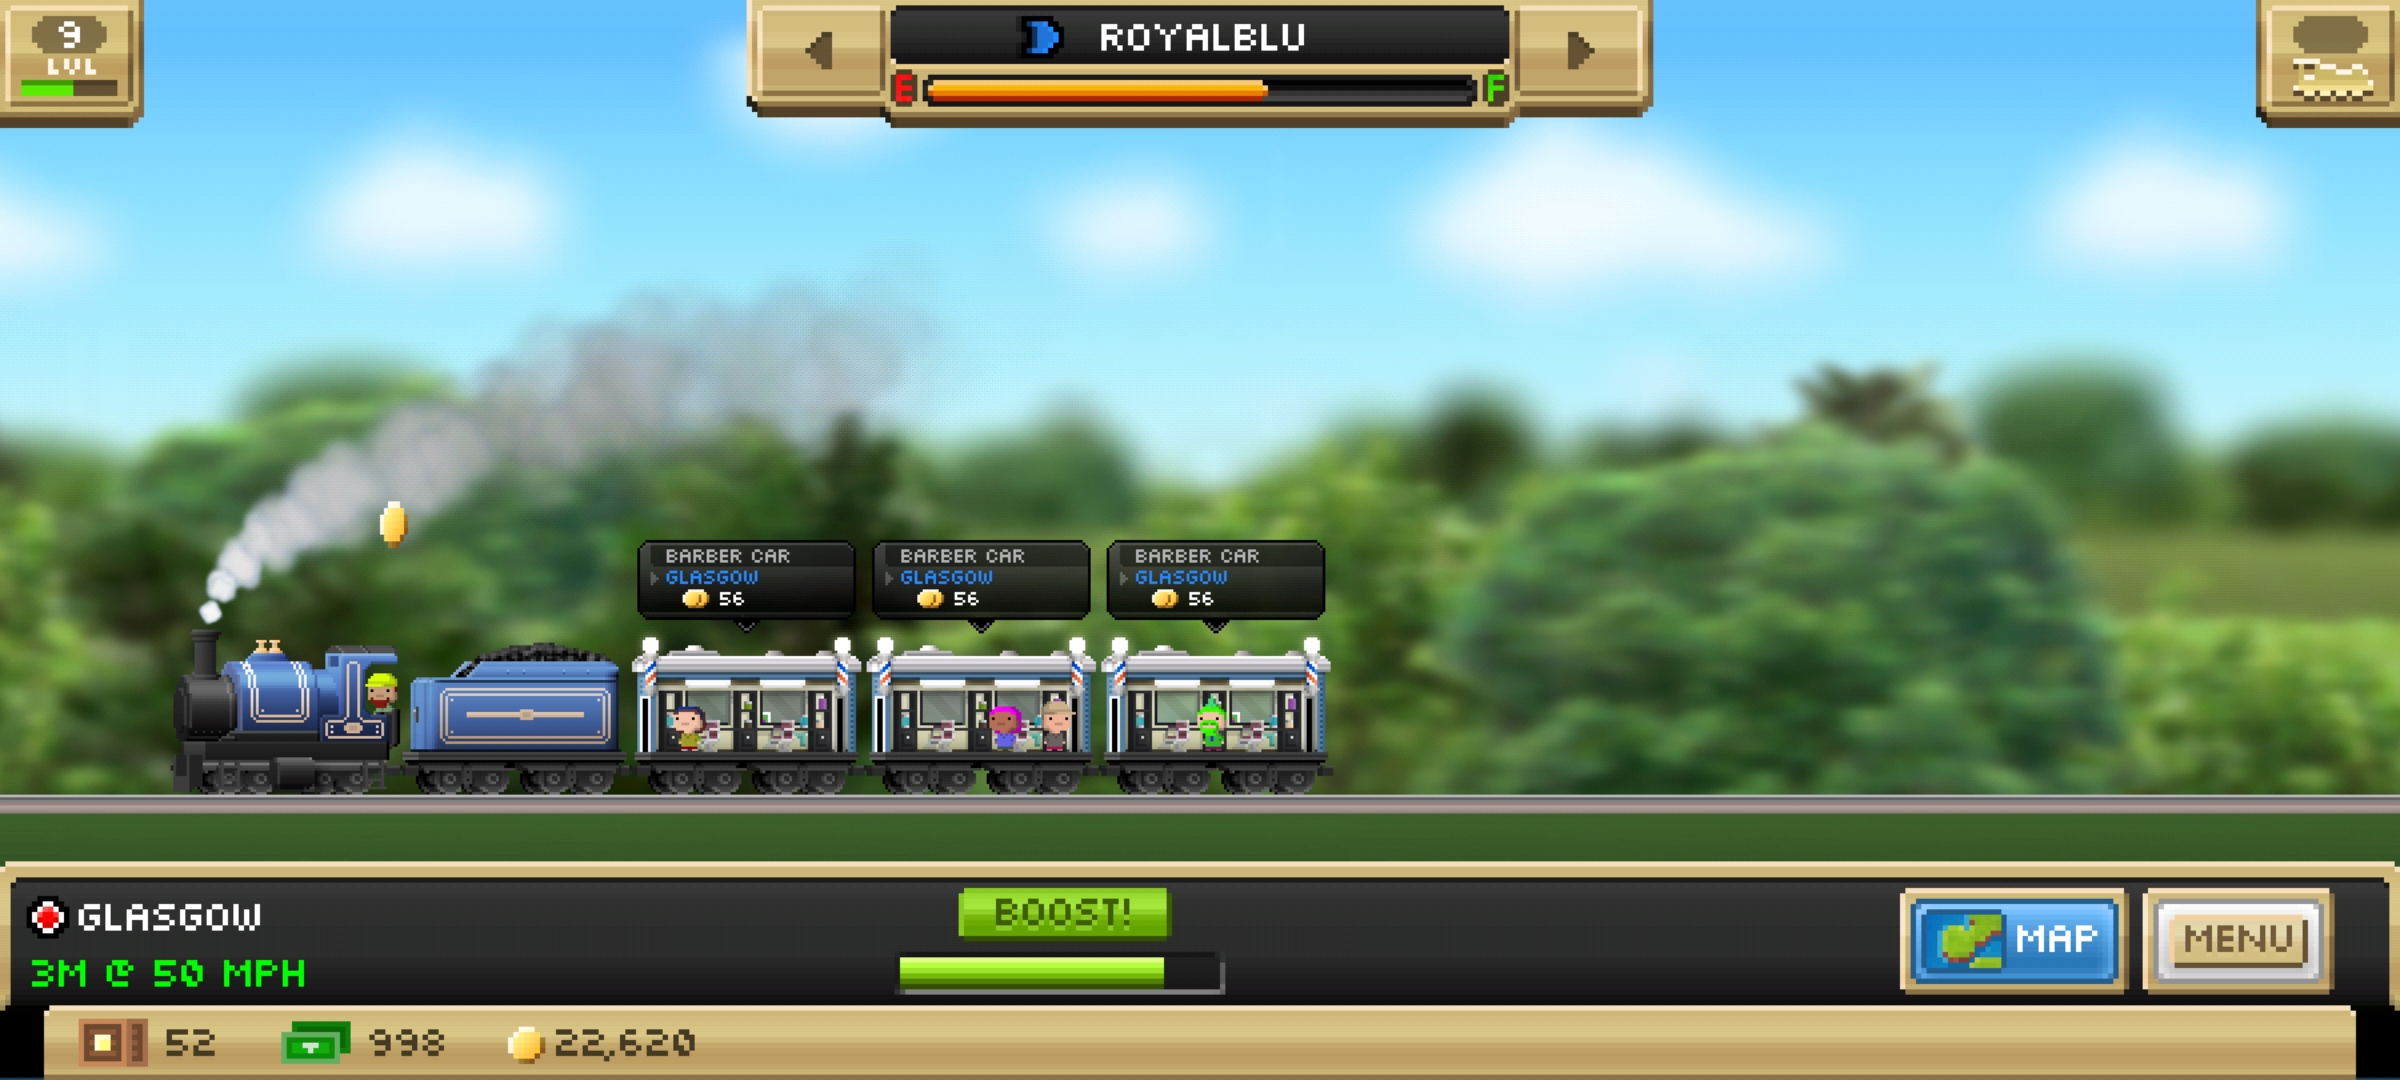 9
LVL
ROYALBLU
E F
BARBER CAR
GLASGOW
56
BARBER CAR
GLASGOW
56
BARBER CAR
GLASGOW
56
GLASGOW
3M @ 50 MPH
BOOST!
MAP
MENU
52 998 22,620